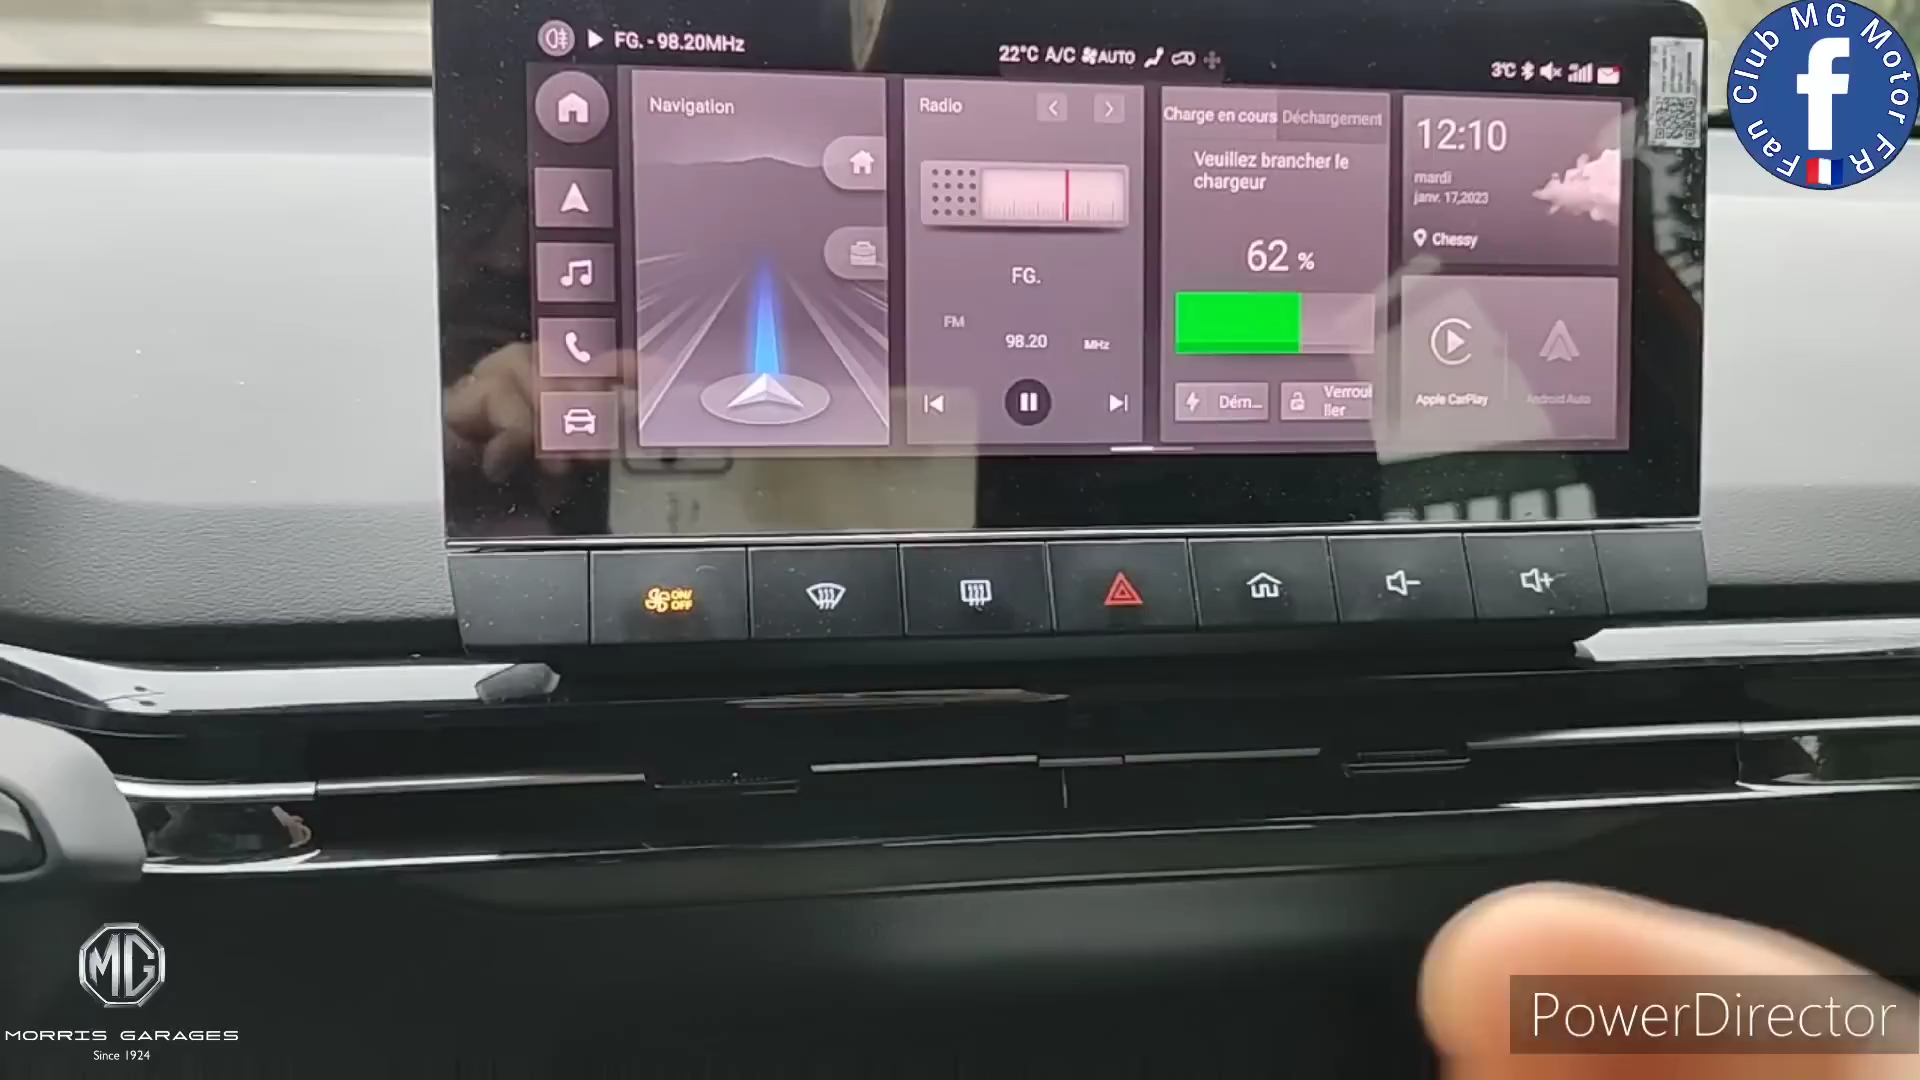 FG. - 98.20MHz
22°C A/C AUTO
3°C
Navigation
Radio
FG.
FM
98.20
MHz
Charge en cours Déchargement
Veuillez brancher le
chargeur
62 %
Dém...
Verroui
ller
12:10
mardi
janv. 17,2023
Chessy
Apple CarPlay
Android Auto
ON/
OFF
Fan Club MG Motor FR
MG
MORRIS GARAGES
Since 1924
PowerDirector